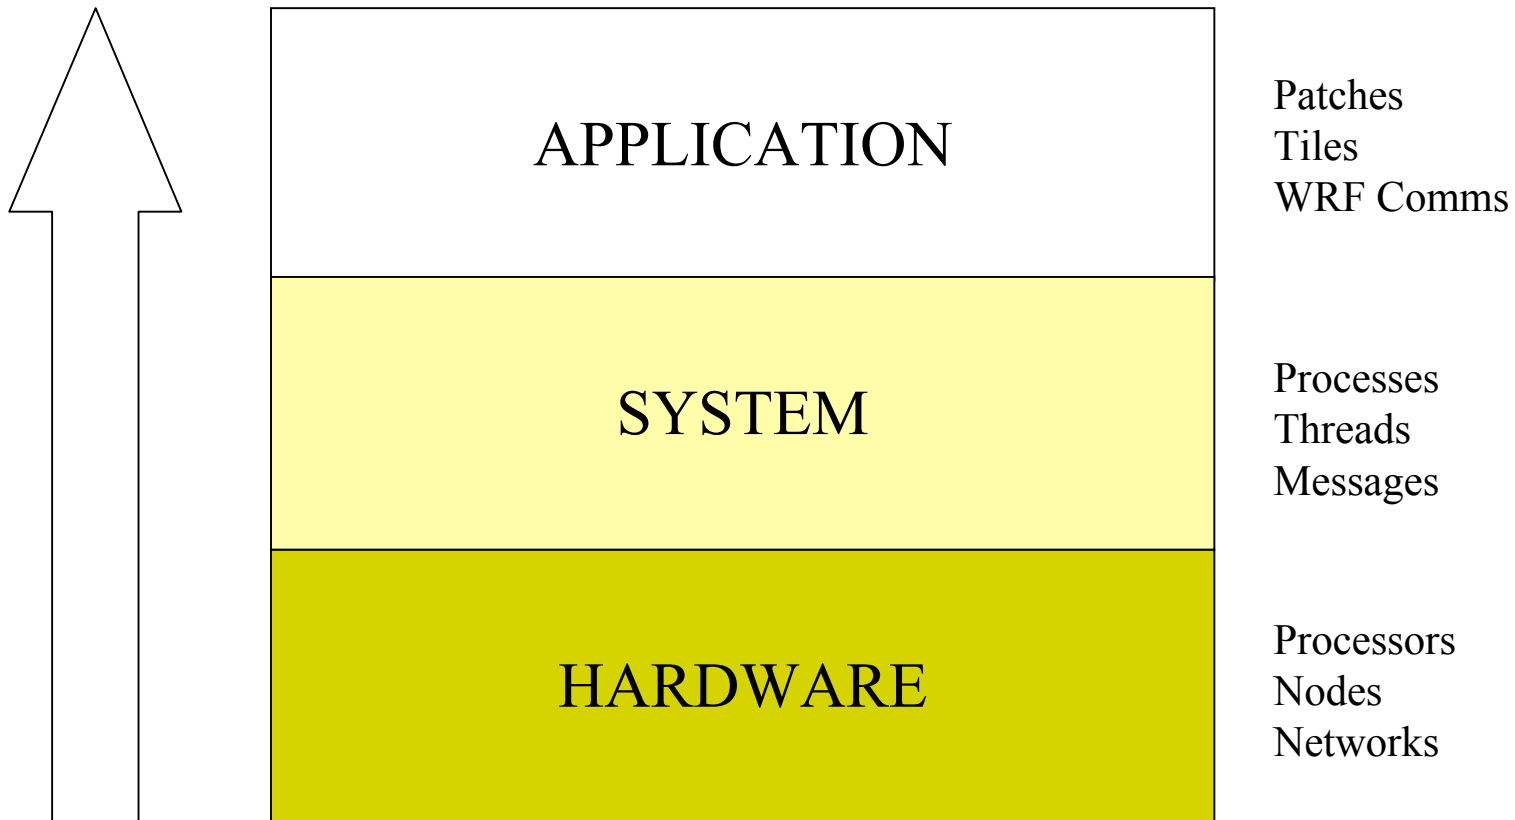 APPLICATION
Patches
Tiles
WRF Comms
SYSTEM
Processes
Threads
Messages
HARDWARE
Processors
Nodes
Networks